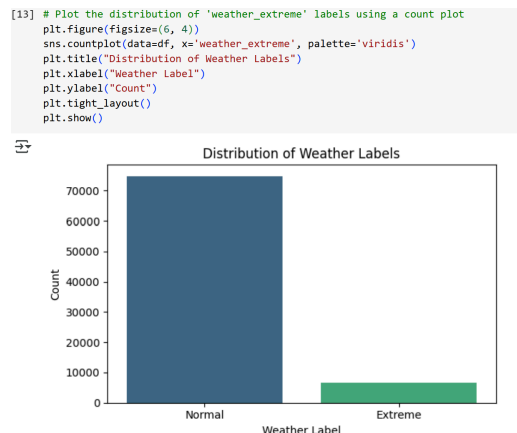 [13] # Plot the distribution of 'weather_extreme' labels using a count plot
plt.figure(figsize=(6, 4))
sns.countplot(data=df, x='weather_extreme', palette='viridis')
plt.title("Distribution of Weather Labels")
plt.xlabel("Weather Label")
plt.ylabel("Count")
plt.tight_layout()
plt.show()
Distribution of Weather Labels
70000
60000
50000
40000
30000
20000
10000
0
Count
Normal Extreme
Weather Label